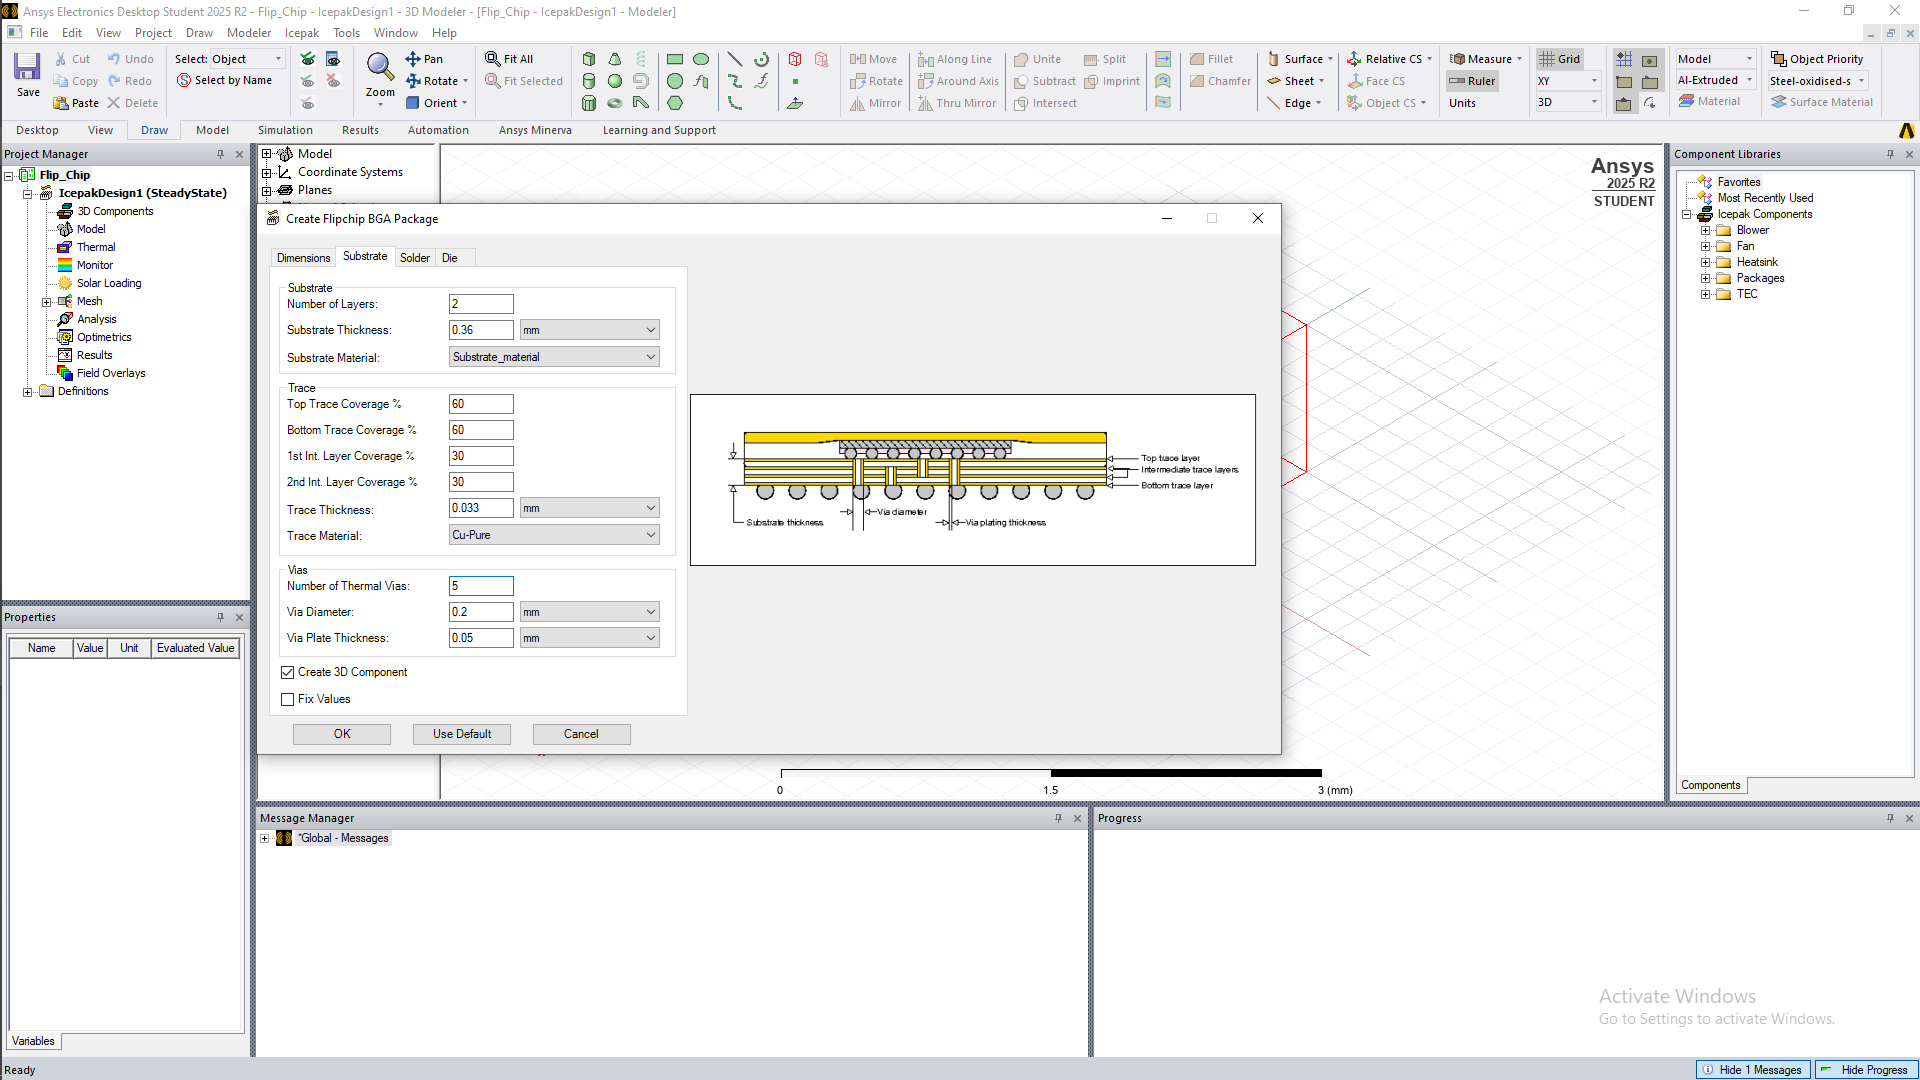 Ansys Electronics Desktop Student 2025 R2 - Flip_Chip - IcepakDesign1 - 3D Modeler - [Flip_Chip - IcepakDesign1 - Modeler]
File Edit View Project Draw Modeler Icepak Tools Window Help
Save
Cut
Copy
Paste
Undo
Redo
Delete
Select: Object
Select by Name
Zoom
Pan
Rotate
Orient
Fit All
Fit Selected
Move
Rotate
Mirror
Along Line
Around Axis
Thru Mirror
Unite
Subtract
Intersect
Split
Imprint
Fillet
Chamfer
Surface
Sheet
Edge
Relative CS
Face CS
Object CS
Measure
Ruler
Units
Grid
XY
3D
Model
Al-Extruded
Material
Object Priority
Steel-oxidised-s
Surface Material
Desktop View Draw Model Simulation Results Automation Ansys Minerva Learning and Support
Project Manager
Flip_Chip
IcepakDesign1 (SteadyState)
3D Components
Model
Thermal
Monitor
Solar Loading
Mesh
Analysis
Optimetrics
Results
Field Overlays
Definitions
Model
Coordinate Systems
Planes
Ansys
2025 R2
STUDENT
Create Flipchip BGA Package
Dimensions Substrate Solder Die
Substrate
Number of Layers: 2
Substrate Thickness: 0.36 mm
Substrate Material: Substrate_material
Trace
Top Trace Coverage % 60
Bottom Trace Coverage % 60
1st Int. Layer Coverage % 30
2nd Int. Layer Coverage % 30
Trace Thickness: 0.033 mm
Trace Material: Cu-Pure
Vias
Number of Thermal Vias: 5
Via Diameter: 0.2 mm
Via Plate Thickness: 0.05 mm
Create 3D Component
Fix Values
OK Use Default Cancel
Top trace layer
Intermediate trace layers
Bottom trace layer
Via diameter
Substrate thickness
Via plating thickness
0 1.5 3 (mm)
Component Libraries
Favorites
Most Recently Used
Icepak Components
Blower
Fan
Heatsink
Packages
TEC
Components
Properties
Name Value Unit Evaluated Value
Variables
Message Manager
*Global - Messages
Progress
Activate Windows
Go to Settings to activate Windows.
Ready
Hide 1 Messages Hide Progress